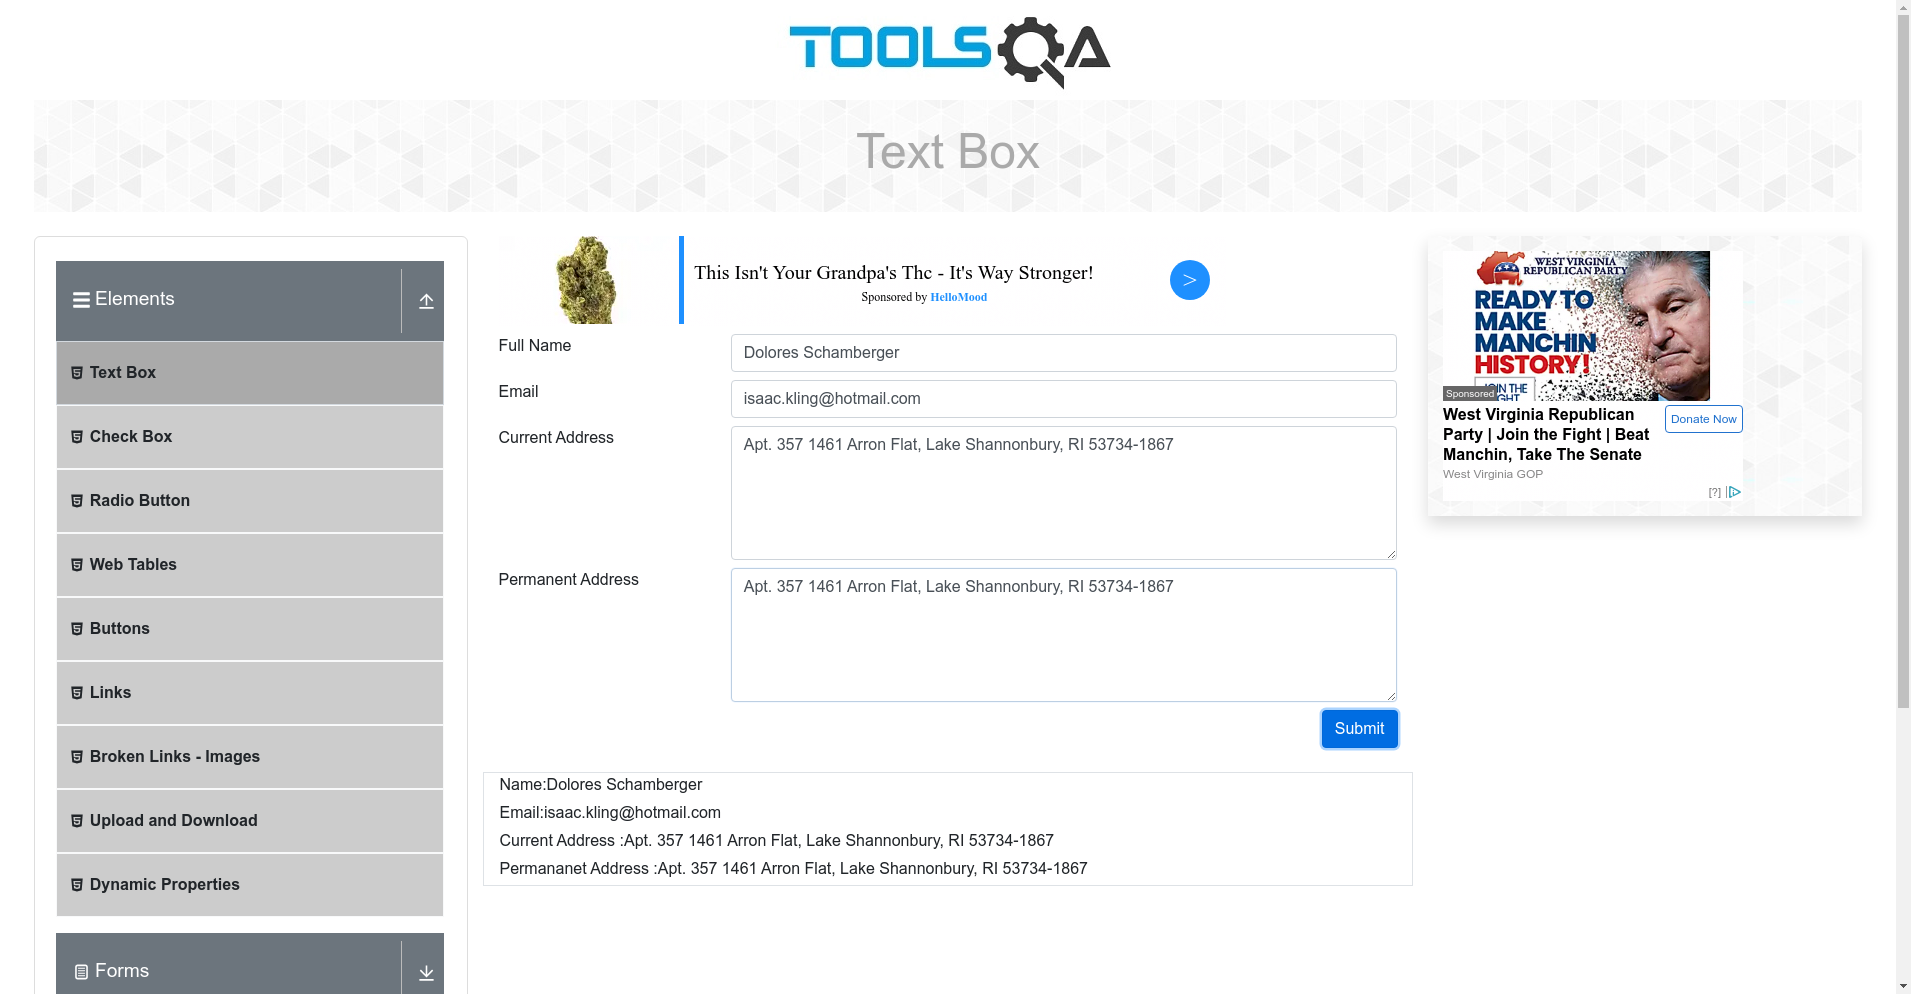 TOOLSQA
Text Box
Elements
Text Box
Check Box
Radio Button
Web Tables
Buttons
Links
Broken Links - Images
Upload and Download
Dynamic Properties
Forms
This Isn't Your Grandpa's Thc - It's Way Stronger!
Sponsored by HelloMood
>
Full Name
Dolores Schamberger
Email
isaac.kling@hotmail.com
Current Address
Apt. 357 1461 Arron Flat, Lake Shannonbury, RI 53734-1867
Permanent Address
Apt. 357 1461 Arron Flat, Lake Shannonbury, RI 53734-1867
Submit
Name:Dolores Schamberger
Email:isaac.kling@hotmail.com
Current Address :Apt. 357 1461 Arron Flat, Lake Shannonbury, RI 53734-1867
Permananet Address :Apt. 357 1461 Arron Flat, Lake Shannonbury, RI 53734-1867
WEST VIRGINIA
REPUBLICAN PARTY
READY TO
MAKE
MANCHIN
HISTORY!
JOIN THE
Sponsored
West Virginia Republican
Party | Join the Fight | Beat
Manchin, Take The Senate
Donate Now
West Virginia GOP
[?]